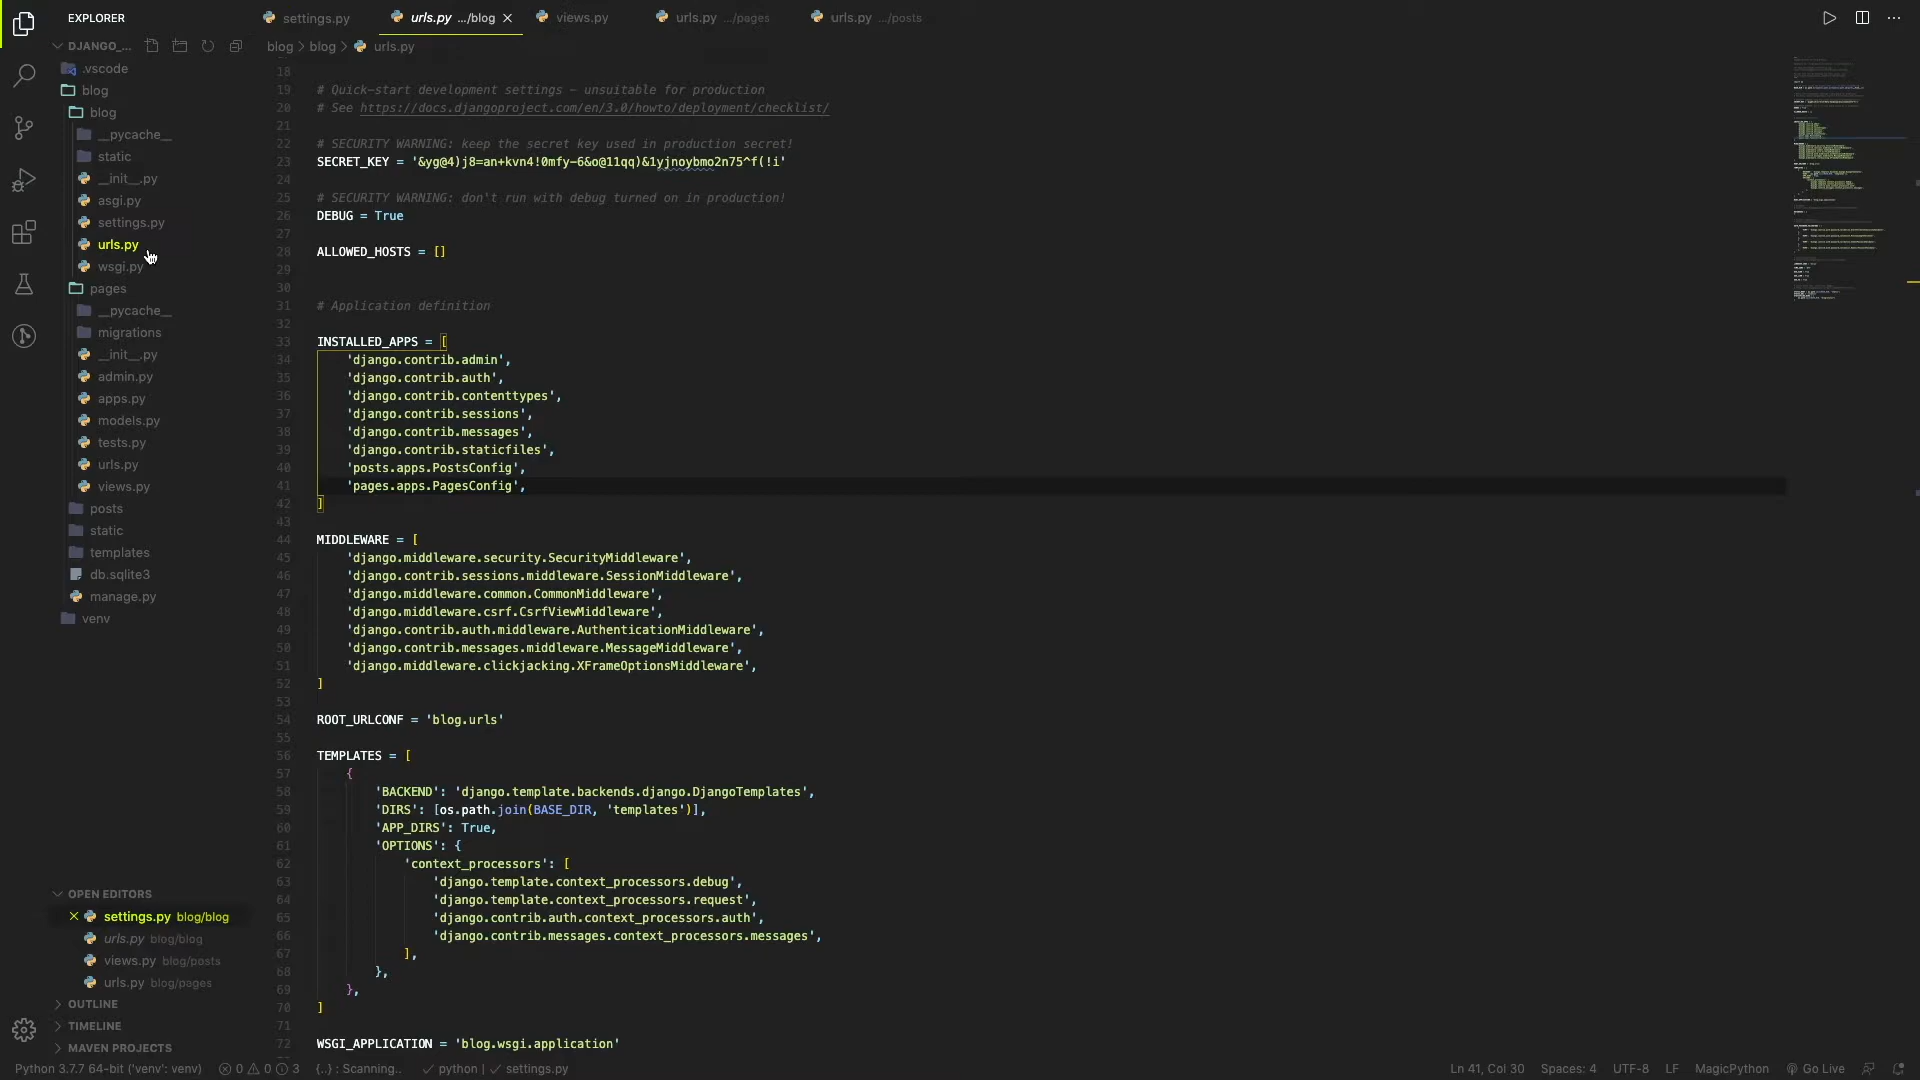 EXPLORER
settings.py
urls.py .../blog
views.py
urls.py .../pages
urls.py .../posts
DJANGO_...
blog > blog > urls.py
.vscode
blog
blog
__pycache__
static
__init__.py
asgi.py
settings.py
urls.py
wsgi.py
pages
__pycache__
migrations
__init__.py
admin.py
apps.py
models.py
tests.py
urls.py
views.py
posts
static
templates
db.sqlite3
manage.py
venv
OPEN EDITORS
settings.py blog/blog
urls.py blog/blog
views.py blog/posts
urls.py blog/pages
OUTLINE
TIMELINE
MAVEN PROJECTS
18
19 # Quick-start development settings - unsuitable for production
20 # See https://docs.djangoproject.com/en/3.0/howto/deployment/checklist/
21
22 # SECURITY WARNING: keep the secret key used in production secret!
23 SECRET_KEY = '&yg@4)j8=an+kvn4!0mfy-6&o@11qq)&1yjnoybmo2n75^f(!i'
24
25 # SECURITY WARNING: don't run with debug turned on in production!
26 DEBUG = True
27
28 ALLOWED_HOSTS = []
29
30
31 # Application definition
32
33 INSTALLED_APPS = [
34 'django.contrib.admin',
35 'django.contrib.auth',
36 'django.contrib.contenttypes',
37 'django.contrib.sessions',
38 'django.contrib.messages',
39 'django.contrib.staticfiles',
40 'posts.apps.PostsConfig',
41 'pages.apps.PagesConfig',
42 ]
43
44 MIDDLEWARE = [
45 'django.middleware.security.SecurityMiddleware',
46 'django.contrib.sessions.middleware.SessionMiddleware',
47 'django.middleware.common.CommonMiddleware',
48 'django.middleware.csrf.CsrfViewMiddleware',
49 'django.contrib.auth.middleware.AuthenticationMiddleware',
50 'django.contrib.messages.middleware.MessageMiddleware',
51 'django.middleware.clickjacking.XFrameOptionsMiddleware',
52 ]
53
54 ROOT_URLCONF = 'blog.urls'
55
56 TEMPLATES = [
57 {
58 'BACKEND': 'django.template.backends.django.DjangoTemplates',
59 'DIRS': [os.path.join(BASE_DIR, 'templates')],
60 'APP_DIRS': True,
61 'OPTIONS': {
62 'context_processors': [
63 'django.template.context_processors.debug',
64 'django.template.context_processors.request',
65 'django.contrib.auth.context_processors.auth',
66 'django.contrib.messages.context_processors.messages',
67 ],
68 },
69 },
70 ]
71
72 WSGI_APPLICATION = 'blog.wsgi.application'
Python 3.7.7 64-bit ('venv': venv) 0 0 3 {..} : Scanning.. ✓ python | ✓ settings.py Ln 41, Col 30 Spaces: 4 UTF-8 LF MagicPython Go Live